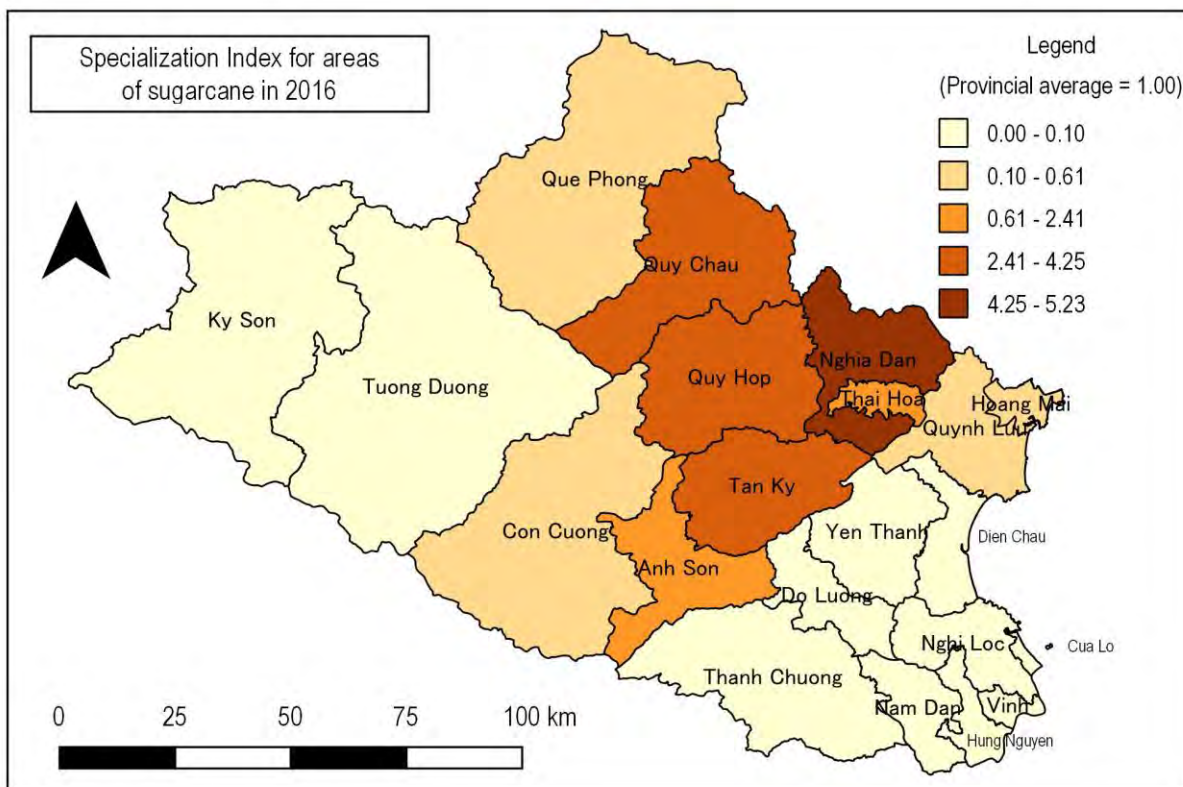 Specialization Index for areas
of sugarcane in 2016
Legend
(Provincial average = 1.00)
0.00 - 0.10
0.10 - 0.61
0.61 - 2.41
2.41 - 4.25
4.25 - 5.23
Que Phong
Quy Chau
Ky Son
Tuong Duong
Quy Hop
Nghia Dan
Thai Hoa
Hoang Mai
Quynh Luu
Tan Ky
Con Cuong
Anh Son
Yen Thanh
Dien Chau
Do Luong
Nghi Loc
Cua Lo
Thanh Chuong
Nam Dan
Vinh
Hung Nguyen
0 25 50 75 100 km